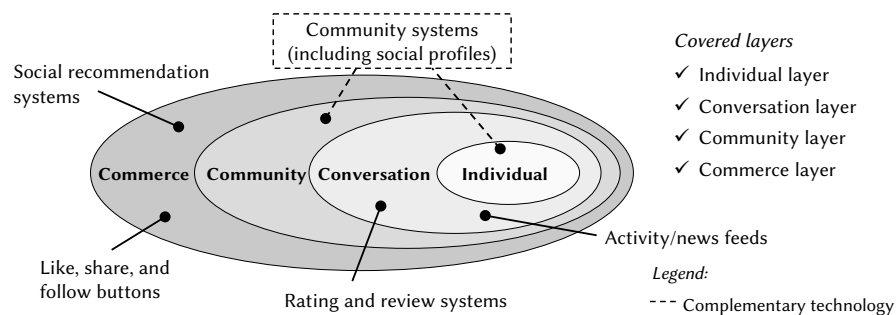 Community systems
(including social profiles)
Covered layers
Social recommendation
systems
✓ Individual layer
✓ Conversation layer
✓ Community layer
✓ Commerce layer
Commerce
Community
Conversation
Individual
Activity/news feeds
Like, share, and
follow buttons
Rating and review systems
Legend:
Complementary technology